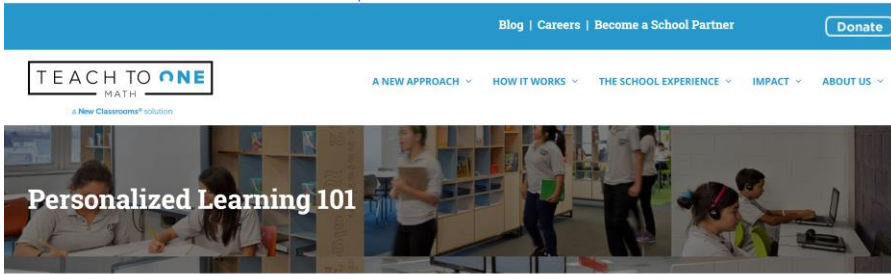 Blog | Careers | Become a School Partner
Donate
TEACH TO ONE
MATH
a New Classrooms® solution
A NEW APPROACH
HOW IT WORKS
THE SCHOOL EXPERIENCE
IMPACT
ABOUT US
Personalized Learning 101